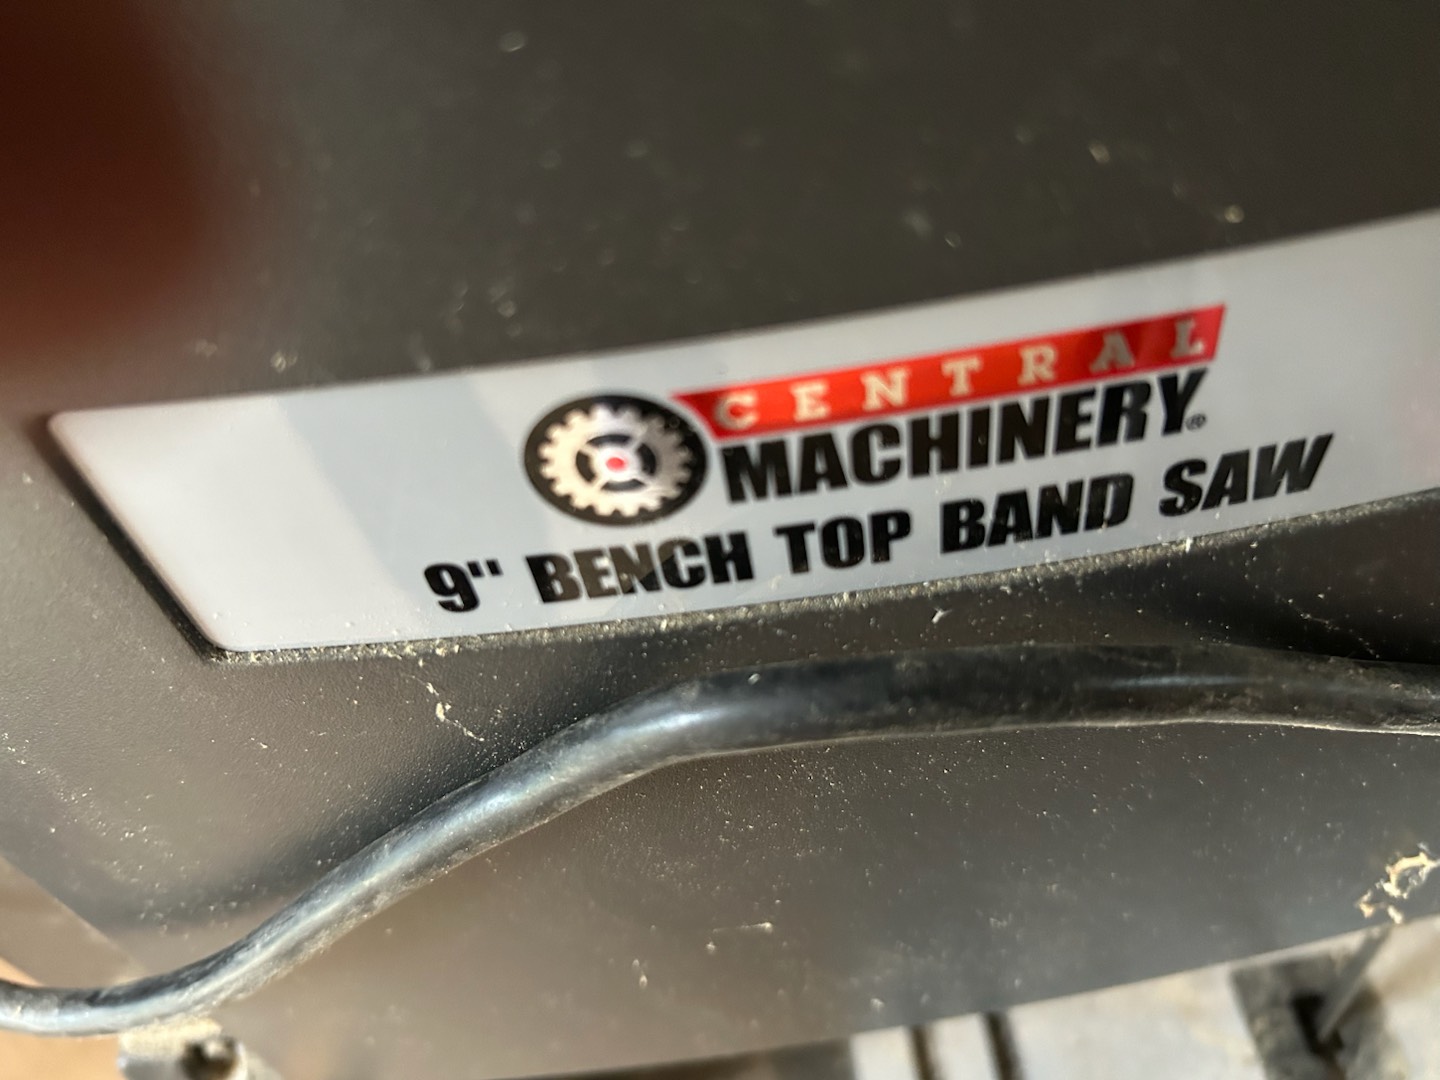 CENTRAL
MACHINERY®
9" BENCH TOP BAND SAW